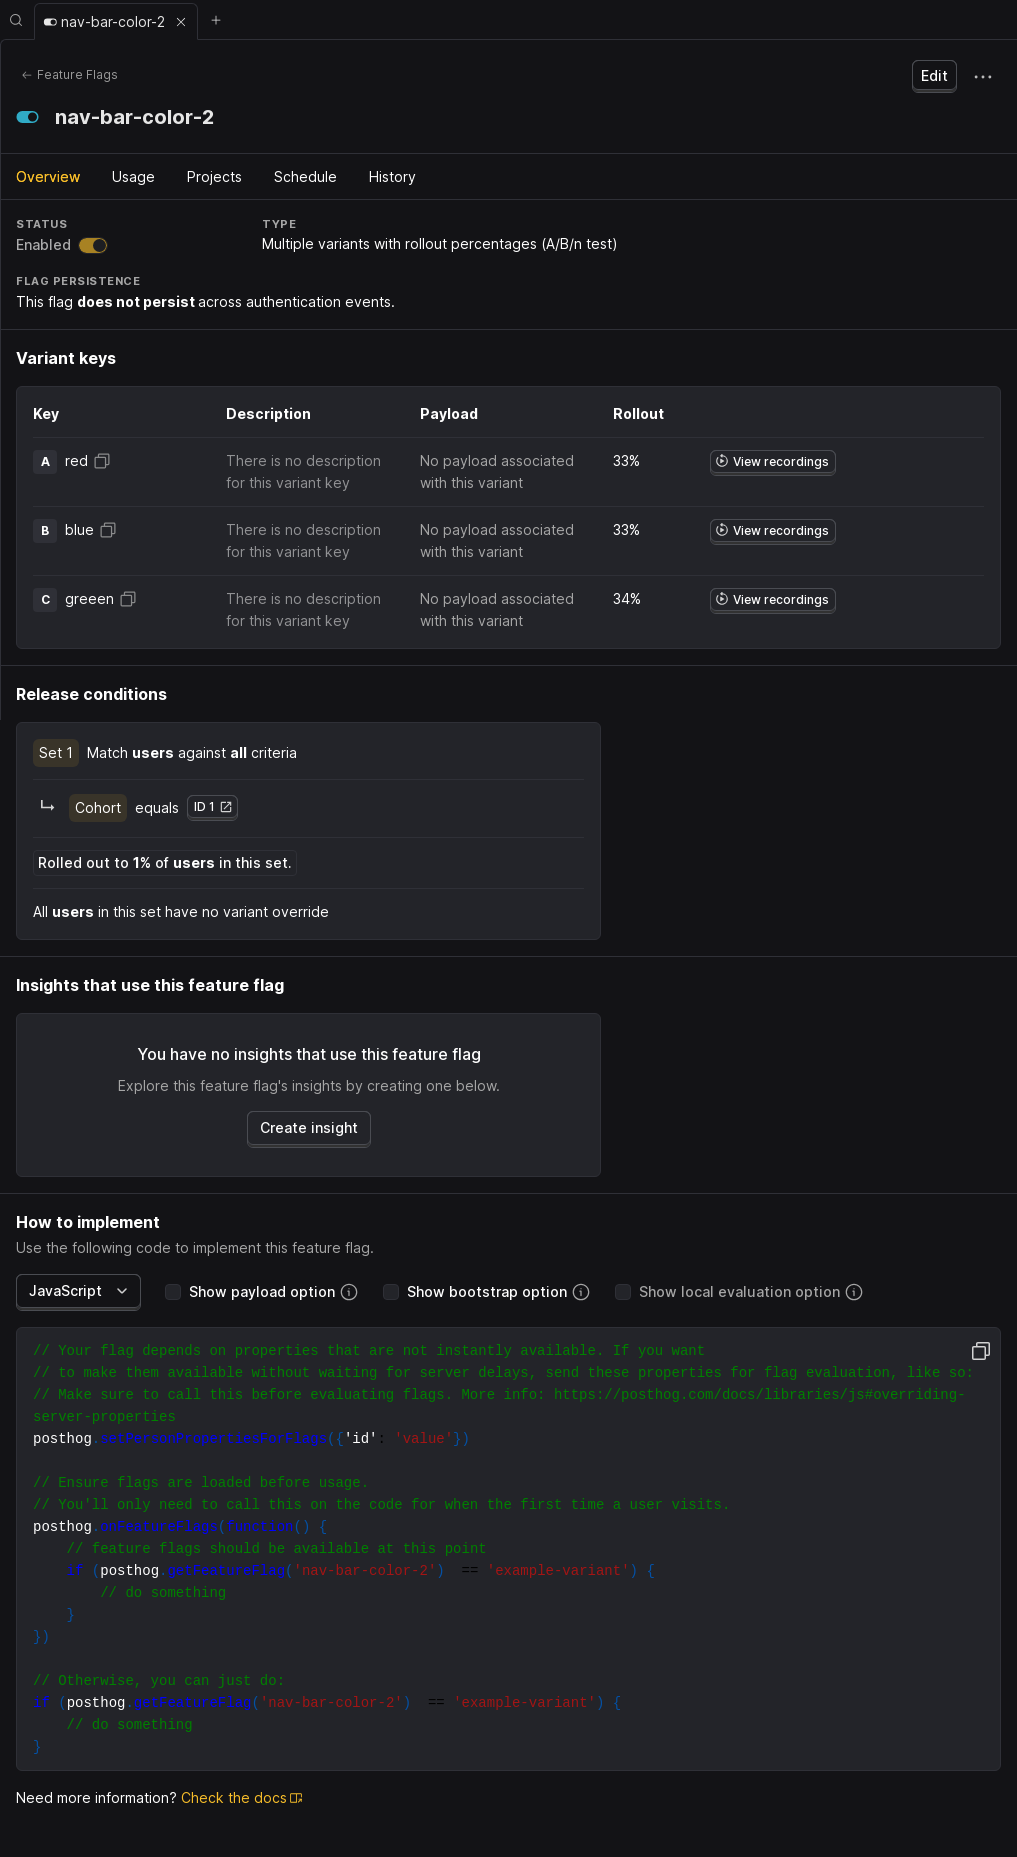 nav-bar-color-2
Feature Flags
Edit
nav-bar-color-2
Overview Usage Projects Schedule History
STATUS TYPE
Enabled Multiple variants with rollout percentages (A/B/n test)
FLAG PERSISTENCE
This flag does not persist across authentication events.
Variant keys
Key Description Payload Rollout
A red There is no description No payload associated 33% View recordings
for this variant key with this variant
B blue There is no description No payload associated 33% View recordings
for this variant key with this variant
C greeen There is no description No payload associated 34% View recordings
for this variant key with this variant
Release conditions
Set 1 Match users against all criteria
Cohort equals ID 1
Rolled out to 1% of users in this set.
All users in this set have no variant override
Insights that use this feature flag
You have no insights that use this feature flag
Explore this feature flag's insights by creating one below.
Create insight
How to implement
Use the following code to implement this feature flag.
JavaScript Show payload option Show bootstrap option Show local evaluation option
// Your flag depends on properties that are not instantly available. If you want
// to make them available without waiting for server delays, send these properties for flag evaluation, like so:
// Make sure to call this before evaluating flags. More info: https://posthog.com/docs/libraries/js#overriding-
server-properties
posthog.setPersonPropertiesForFlags({'id': 'value'})
// Ensure flags are loaded before usage.
// You'll only need to call this on the code for when the first time a user visits.
posthog.onFeatureFlags(function() {
// feature flags should be available at this point
if (posthog.getFeatureFlag('nav-bar-color-2')  == 'example-variant') {
// do something
}
})
// Otherwise, you can just do:
if (posthog.getFeatureFlag('nav-bar-color-2')  == 'example-variant') {
// do something
}
Need more information? Check the docs